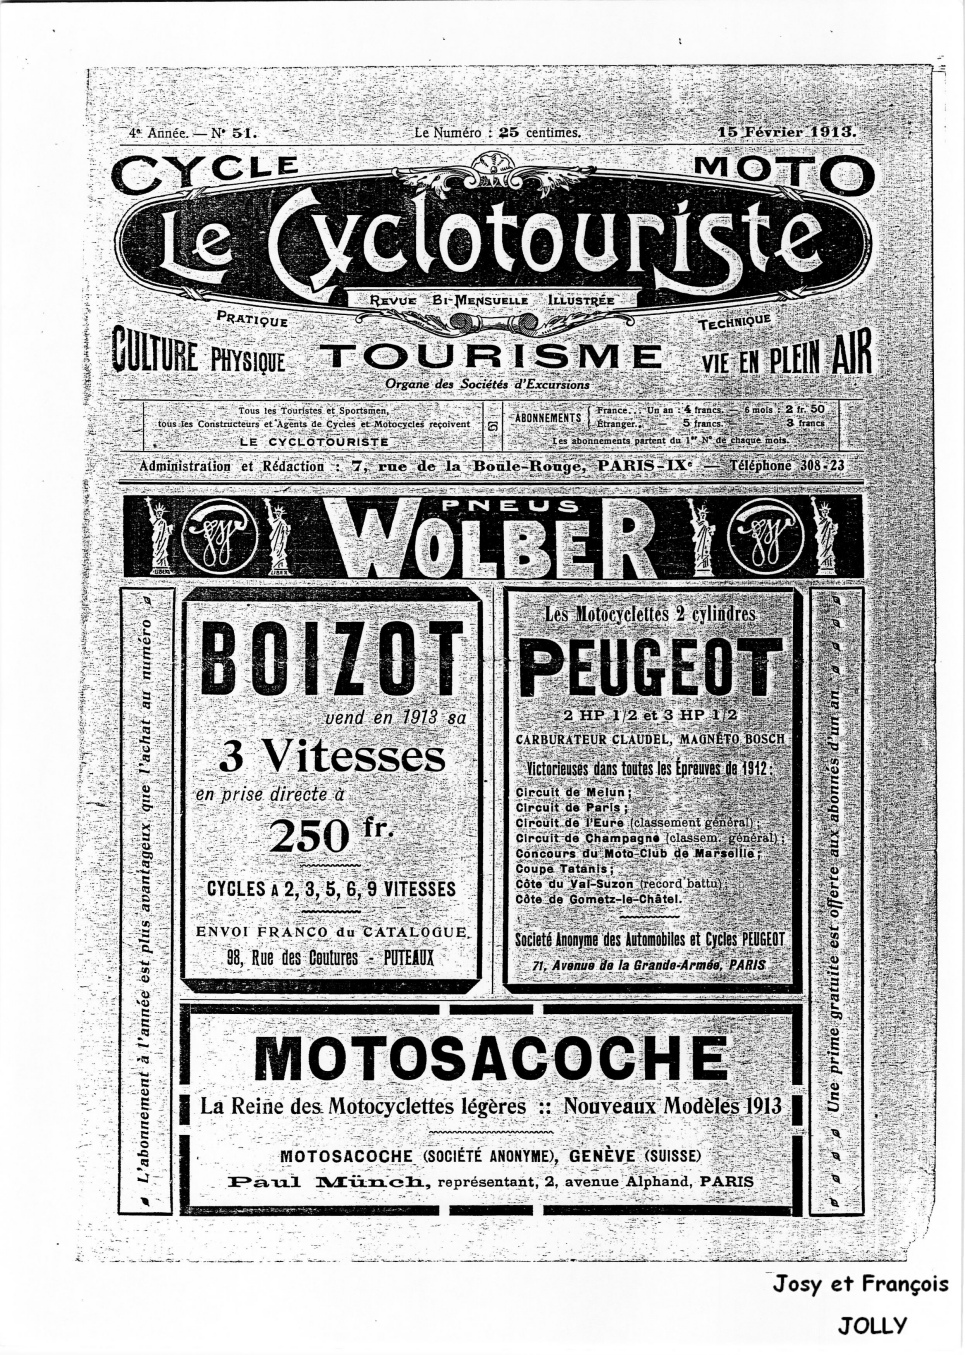 4e Année. — No 51.
Le Numéro : 25 centimes.
15 Février 1913.
CYCLE
MOTO
Le Cyclotouriste
REVUE BI-MENSUELLE ILLUSTRÉE
PRATIQUE
TECHNIQUE
CULTURE PHYSIQUE
TOURISME
VIE EN PLEIN AIR
Organe des Sociétés d'Excursions
Tous les Touristes et Sportsmen,
tous les Constructeurs et Agents de Cycles et Motocycles reçoivent
LE CYCLOTOURISTE
ABONNEMENTS
France. . . Un an : 4 francs. — 6 mois : 2 fr. 50
Étranger. . 5 francs. 3 francs
Les abonnements partent du 1er No de chaque mois.
Administration et Rédaction : 7, rue de la Boule-Rouge, PARIS-IXe — Téléphone 308-23
PNEUS
WOLBER
L'abonnement à l'année est plus avantageux que l'achat au numéro
BOIZOT
vend en 1913 sa
3 Vitesses
en prise directe à
250 fr.
CYCLES à 2, 3, 5, 6, 9 VITESSES
ENVOI FRANCO du CATALOGUE
98, Rue des Coutures - PUTEAUX
Les Motocyclettes 2 cylindres
PEUGEOT
2 HP 1/2 et 3 HP 1/2
CARBURATEUR CLAUDEL, MAGNÉTO BOSCH
Victorieuses dans toutes les Épreuves de 1912 :
Circuit de Melun ;
Circuit de Paris ;
Circuit de l'Eure (classement général) ;
Circuit de Champagne (classem. général) ;
Concours du Moto-Club de Marseille ;
Coupe Tatanis ;
Côte du Val-Suzon (record battu) ;
Côte de Gometz-le-Châtel.
Societé Anonyme des Automobiles et Cycles PEUGEOT
71, Avenue de la Grande-Armée, PARIS
Une prime gratuite est offerte aux abonnés d'un an
MOTOSACOCHE
La Reine des Motocyclettes légères :: Nouveaux Modèles 1913
MOTOSACOCHE (SOCIÉTÉ ANONYME), GENÈVE (SUISSE)
Paul Münch, représentant, 2, avenue Alphand, PARIS
Josy et François
JOLLY